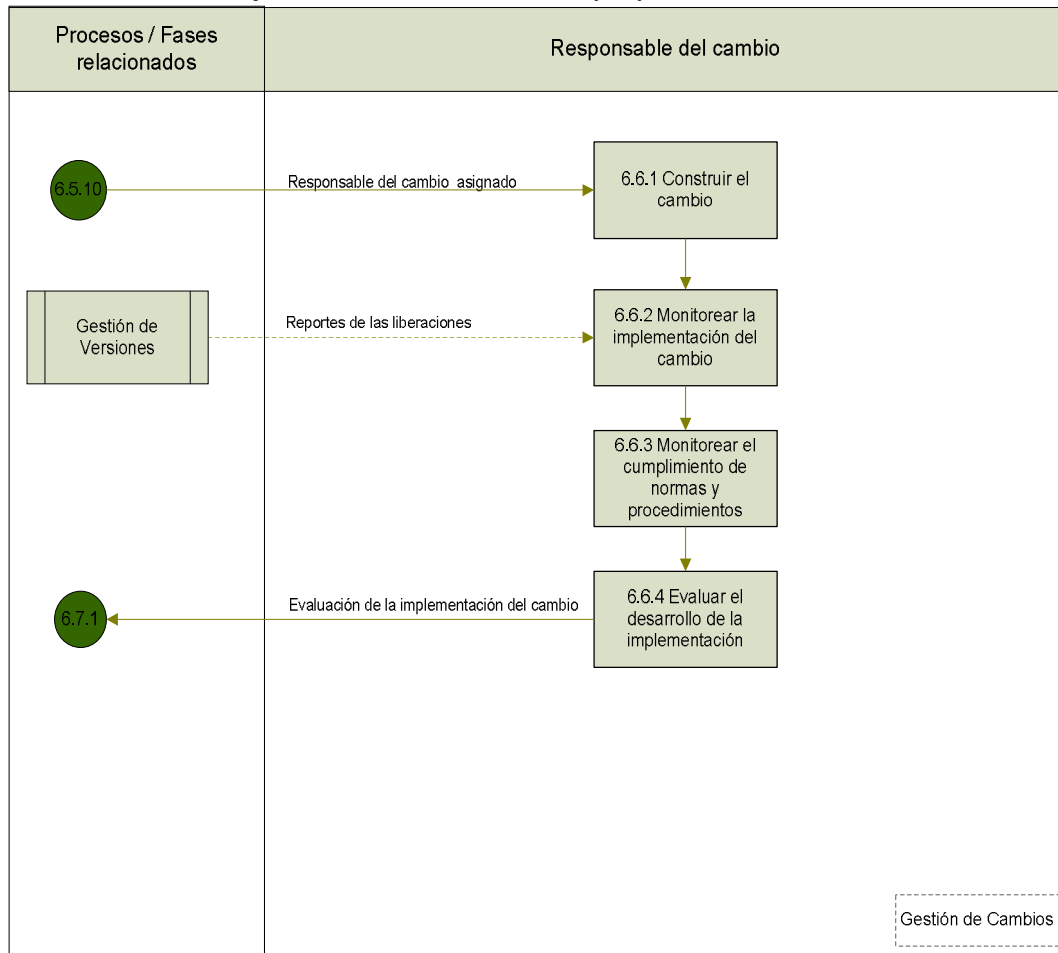 Procesos / Fases
relacionados
Responsable del cambio
6.5.10
Responsable del cambio asignado
6.6.1 Construir el
cambio
Gestión de
Versiones
Reportes de las liberaciones
6.6.2 Monitorear la
implementación del
cambio
6.6.3 Monitorear el
cumplimiento de
normas y
procedimientos
6.7.1
Evaluación de la implementación del cambio
6.6.4 Evaluar el
desarrollo de la
implementación
Gestión de Cambios